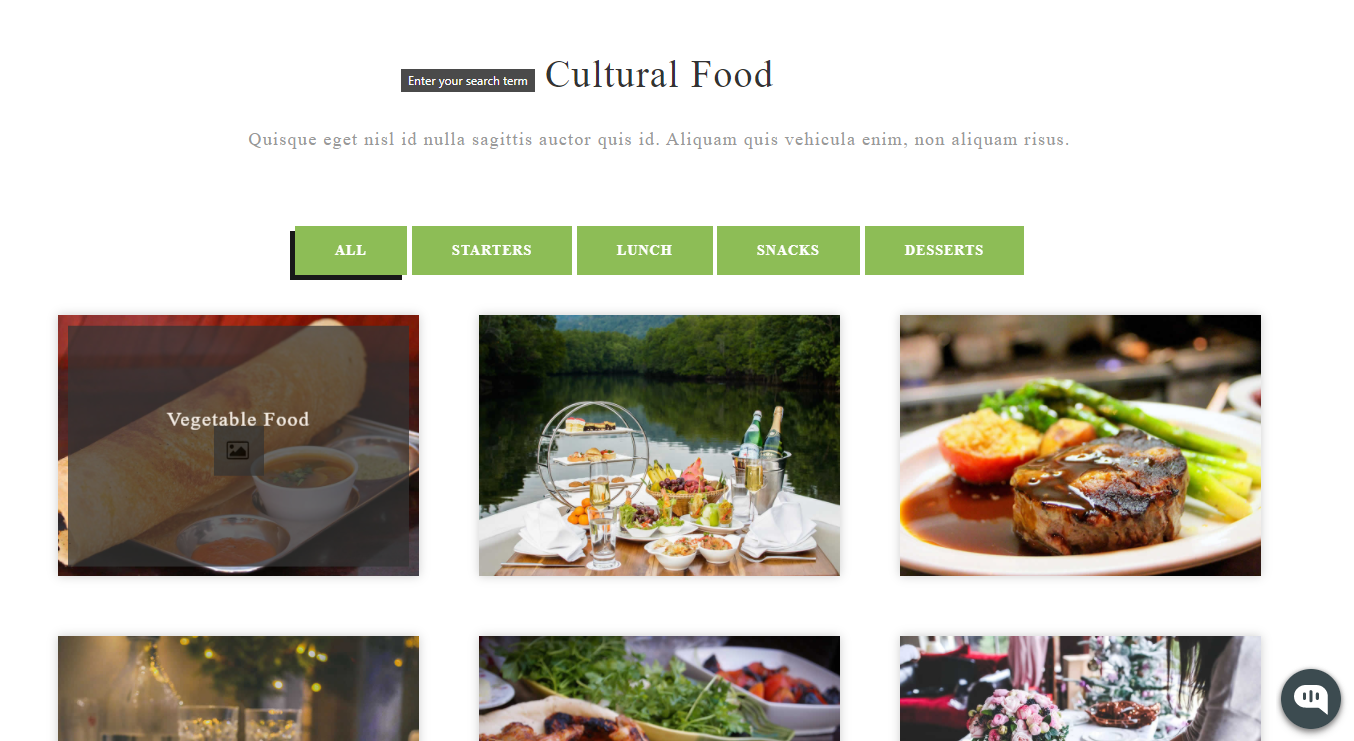 Enter your search term
Cultural Food
Quisque eget nisl id nulla sagittis auctor quis id. Aliquam quis vehicula enim, non aliquam risus.
ALL STARTERS LUNCH SNACKS DESSERTS
Vegetable Food